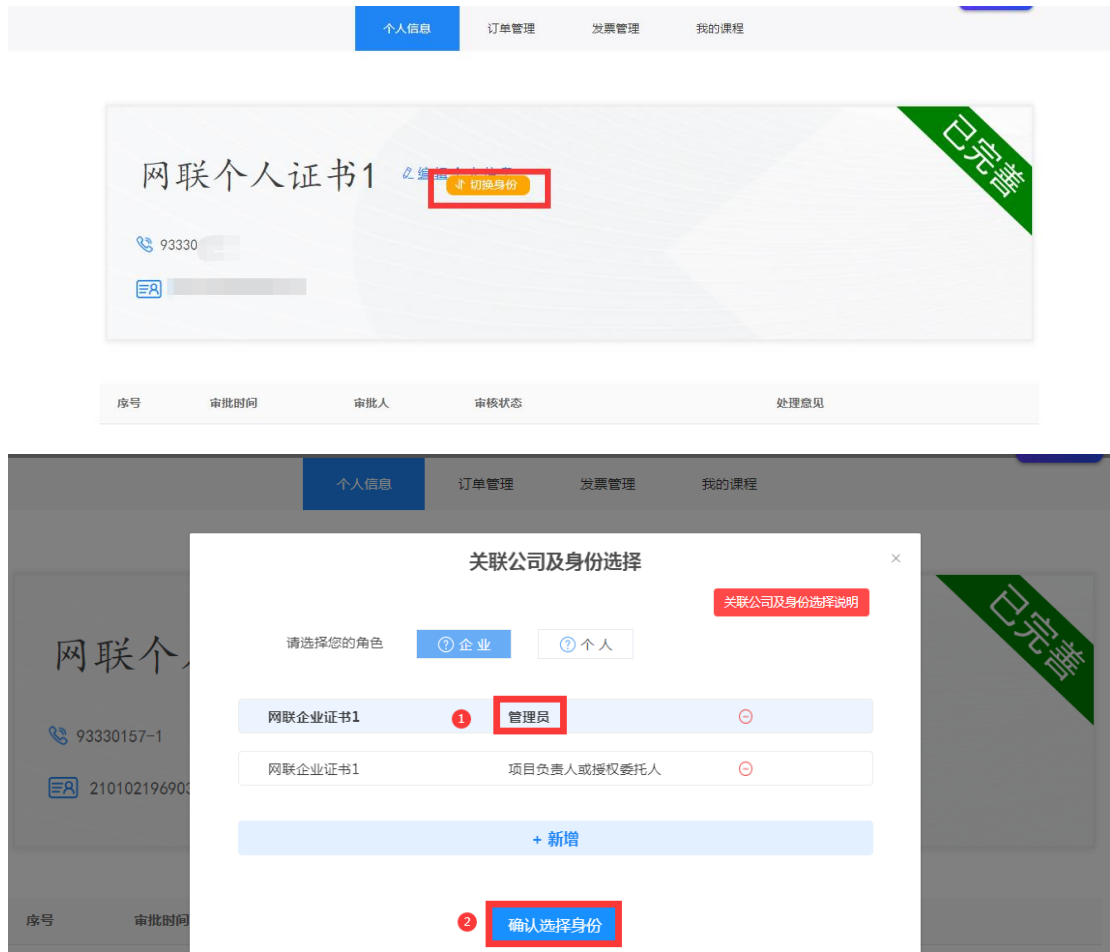 个人信息 订单管理 发票管理 我的课程
已完善
网联个人证书1
切换身份
93330
序号 审批时间 审批人 审核状态 处理意见
个人信息 订单管理 发票管理 我的课程
关联公司及身份选择 ×
关联公司及身份选择说明
已完善
请选择您的角色 ? 企业 ? 个人
网联个人
网联企业证书1 1 管理员
93330157-1
网联企业证书1 项目负责人或授权委托人
210102196903
+ 新增
序号 审批时间
2 确认选择身份